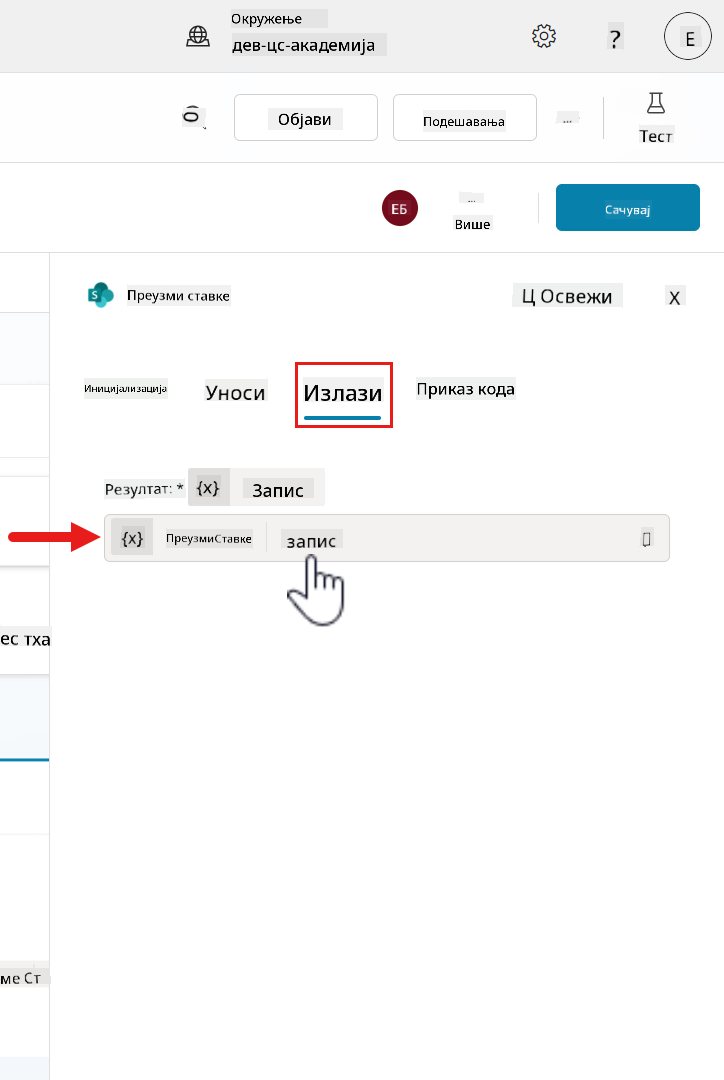 Окружење
дев-цс-академија
?
Е
Објави
Подешавања
...
Тест
ЕБ
...
Више
Сачувај
S
Преузми ставке
Ц Освежи
X
Иницијализација
Уноси
Излази
Приказ кода
Резултат: * {x} Запис
{x} ПреузмиСтавке запис
ес тха
ме Ст